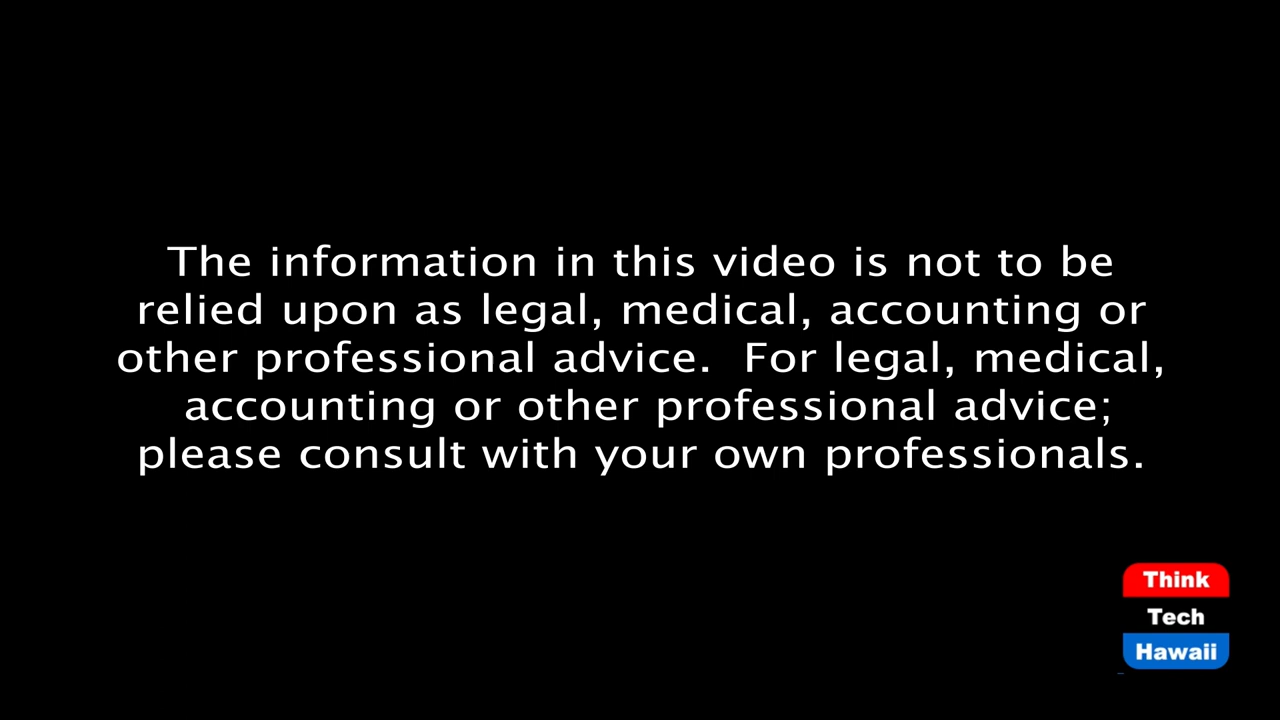 The information in this video is not to be
relied upon as legal, medical, accounting or
other professional advice.  For legal, medical,
accounting or other professional advice;
please consult with your own professionals.
Think
Tech
Hawaii